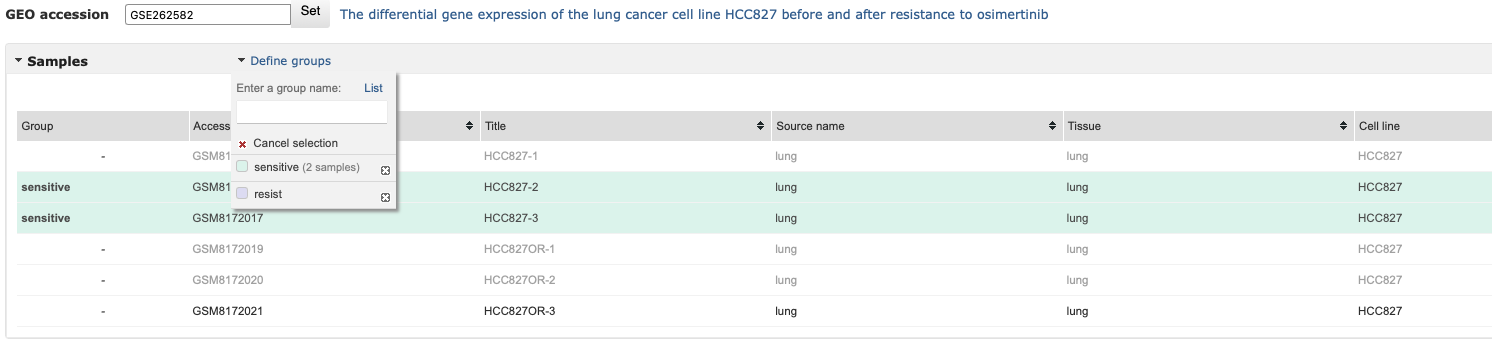 GEO accession GSE262582 Set The differential gene expression of the lung cancer cell line HCC827 before and after resistance to osimertinib
Samples Define groups
Enter a group name: List
Group Access Title Source name Tissue Cell line
Cancel selection
- GSM81 HCC827-1 lung lung HCC827
sensitive (2 samples)
sensitive GSM81 HCC827-2 lung lung HCC827
resist
sensitive GSM8172017 HCC827-3 lung lung HCC827
- GSM8172019 HCC827OR-1 lung lung HCC827
- GSM8172020 HCC827OR-2 lung lung HCC827
- GSM8172021 HCC827OR-3 lung lung HCC827